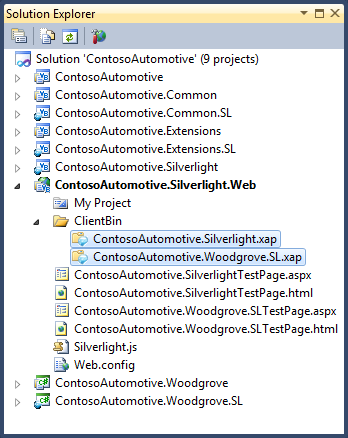 Solution Explorer
Solution 'ContosoAutomotive' (9 projects)
ContosoAutomotive
ContosoAutomotive.Common
ContosoAutomotive.Common.SL
ContosoAutomotive.Extensions
ContosoAutomotive.Extensions.SL
ContosoAutomotive.Silverlight
ContosoAutomotive.Silverlight.Web
My Project
ClientBin
ContosoAutomotive.Silverlight.xap
ContosoAutomotive.Woodgrove.SL.xap
ContosoAutomotive.SilverlightTestPage.aspx
ContosoAutomotive.SilverlightTestPage.html
ContosoAutomotive.Woodgrove.SLTestPage.aspx
ContosoAutomotive.Woodgrove.SLTestPage.html
Silverlight.js
Web.config
ContosoAutomotive.Woodgrove
ContosoAutomotive.Woodgrove.SL